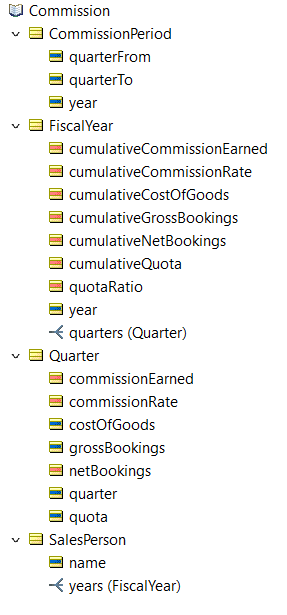 Commission
CommissionPeriod
quarterFrom
quarterTo
year
FiscalYear
cumulativeCommissionEarned
cumulativeCommissionRate
cumulativeCostOfGoods
cumulativeGrossBookings
cumulativeNetBookings
cumulativeQuota
quotaRatio
year
quarters (Quarter)
Quarter
commissionEarned
commissionRate
costOfGoods
grossBookings
netBookings
quarter
quota
SalesPerson
name
years (FiscalYear)